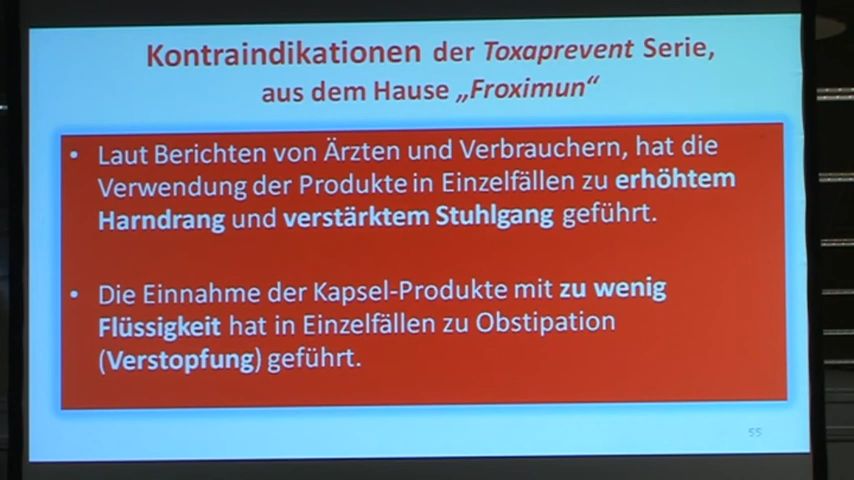 Kontraindikationen der Toxaprevent Serie,
aus dem Hause „Froximun“
• Laut Berichten von Ärzten und Verbrauchern, hat die
Verwendung der Produkte in Einzelfällen zu erhöhtem
Harndrang und verstärktem Stuhlgang geführt.
• Die Einnahme der Kapsel-Produkte mit zu wenig
Flüssigkeit hat in Einzelfällen zu Obstipation
(Verstopfung) geführt.
55